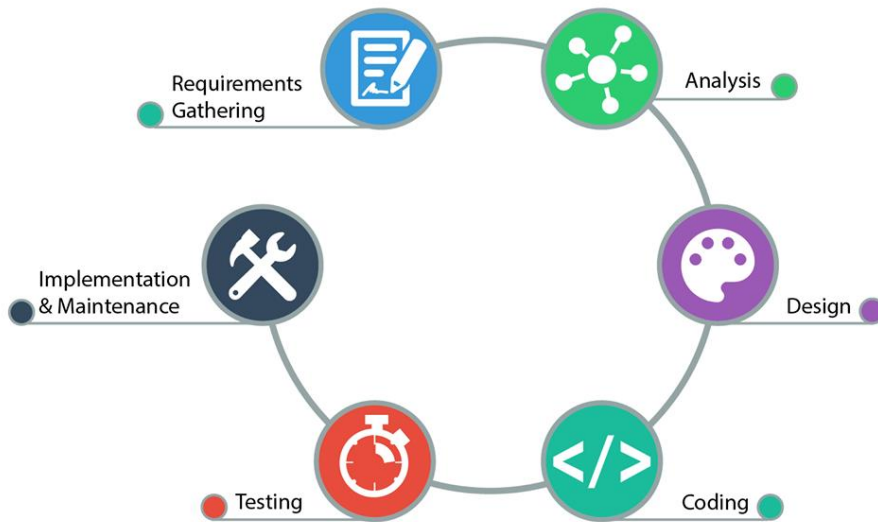 Requirements
Gathering
Analysis
Implementation
& Maintenance
Design
</>
Testing
Coding